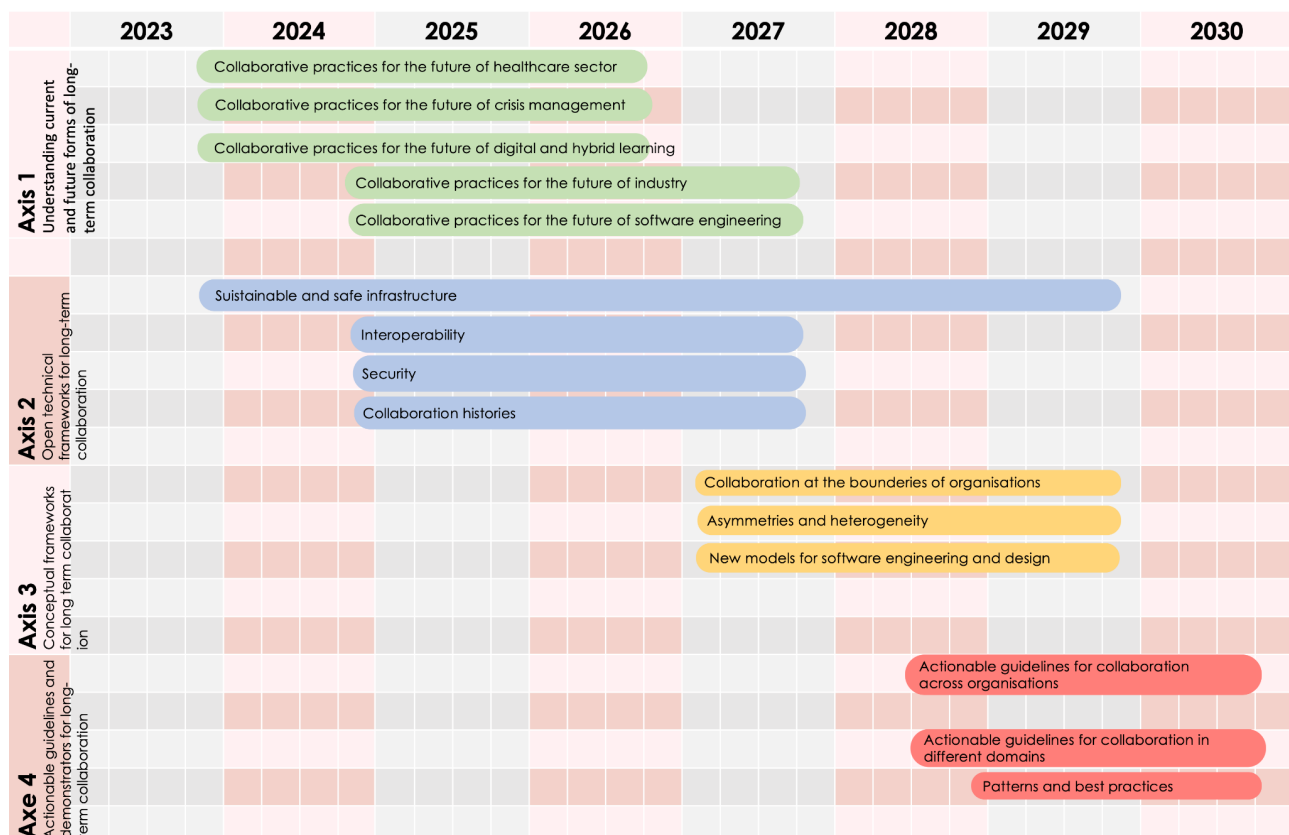 2023 2024 2025 2026 2027 2028 2029 2030
Axis 1
Understanding current
and future forms of long-
term collaboration
Collaborative practices for the future of healthcare sector
Collaborative practices for the future of crisis management
Collaborative practices for the future of digital and hybrid learning
Collaborative practices for the future of industry
Collaborative practices for the future of software engineering
Axis 2
Open technical
frameworks for long-term
collaboration
Suistainable and safe infrastructure
Interoperability
Security
Collaboration histories
Axis 3
Conceptual frameworks
for long term collaborat
ion
Collaboration at the bounderies of organisations
Asymmetries and heterogeneity
New models for software engineering and design
Axe 4
Actionable guidelines and
demonstrators for long-
term collaboration
Actionable guidelines for collaboration
across organisations
Actionable guidelines for collaboration in
different domains
Patterns and best practices